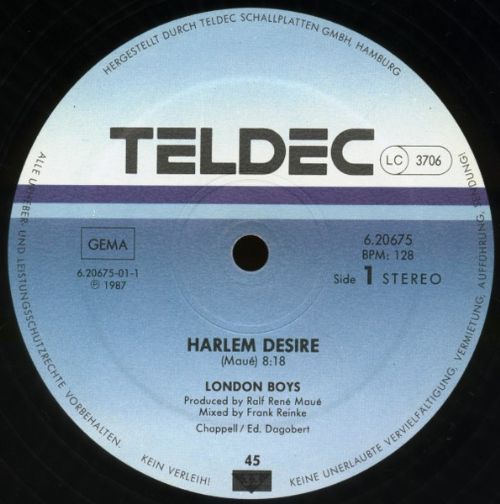 HERGESTELLT DURCH TELDEC SCHALLPLATTEN GMBH, HAMBURG
TELDEC
LC 3706
GEMA
6.20675-01-1
℗ 1987
6.20675
BPM: 128
Side 1 STEREO
HARLEM DESIRE
(Maué) 8:18
LONDON BOYS
Produced by Ralf René Maué
Mixed by Frank Reinke
Chappell/Ed. Dagobert
45
ALLE URHEBER- UND LEISTUNGSSCHUTZRECHTE VORBEHALTEN.
KEIN VERLEIH!
KEINE UNERLAUBTE VERVIELFÄLTIGUNG, VERMIETUNG, AUFFÜHRUNG, SENDUNG!